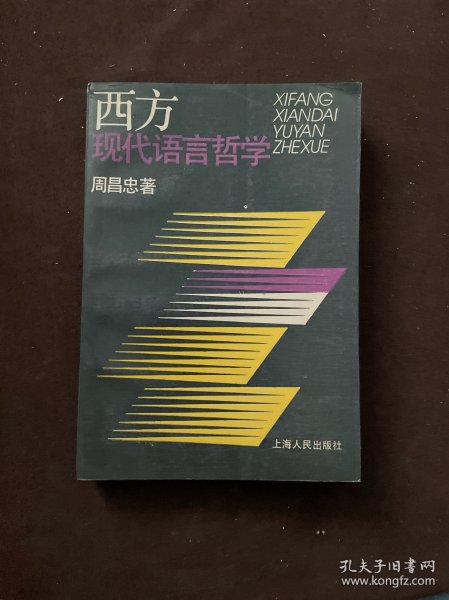 西方
现代语言哲学
周昌忠著
XIFANG
XIANDAI
YUYAN
ZHEXUE
上海人民出版社
孔夫子旧书网
www.kongfz.com